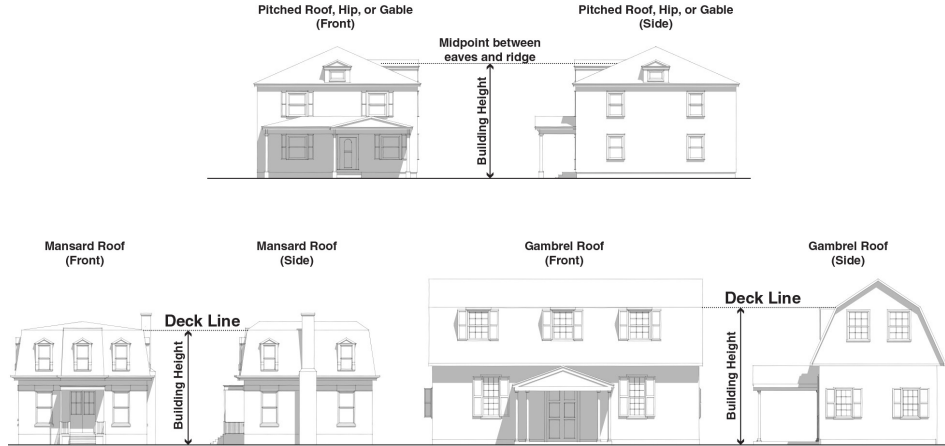 Pitched Roof, Hip, or Gable
(Front)
Pitched Roof, Hip, or Gable
(Side)
Midpoint between
eaves and ridge
Building Height
Mansard Roof
(Front)
Mansard Roof
(Side)
Gambrel Roof
(Front)
Gambrel Roof
(Side)
Deck Line
Building Height
Deck Line
Building Height